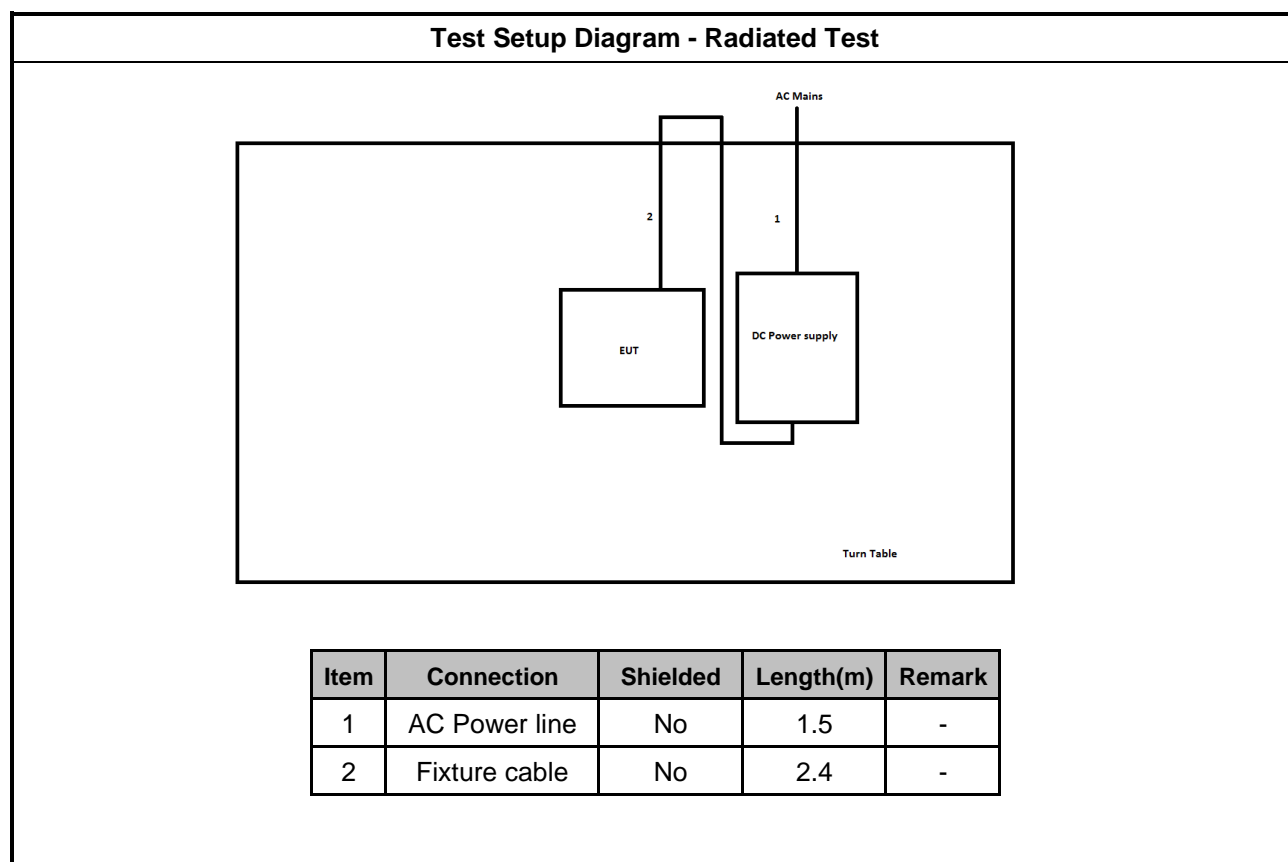 Test Setup Diagram - Radiated Test
AC Mains
2
1
DC Power supply
EUT
Turn Table
Item Connection Shielded Length(m) Remark
1 AC Power line No 1.5 -
2 Fixture cable No 2.4 -